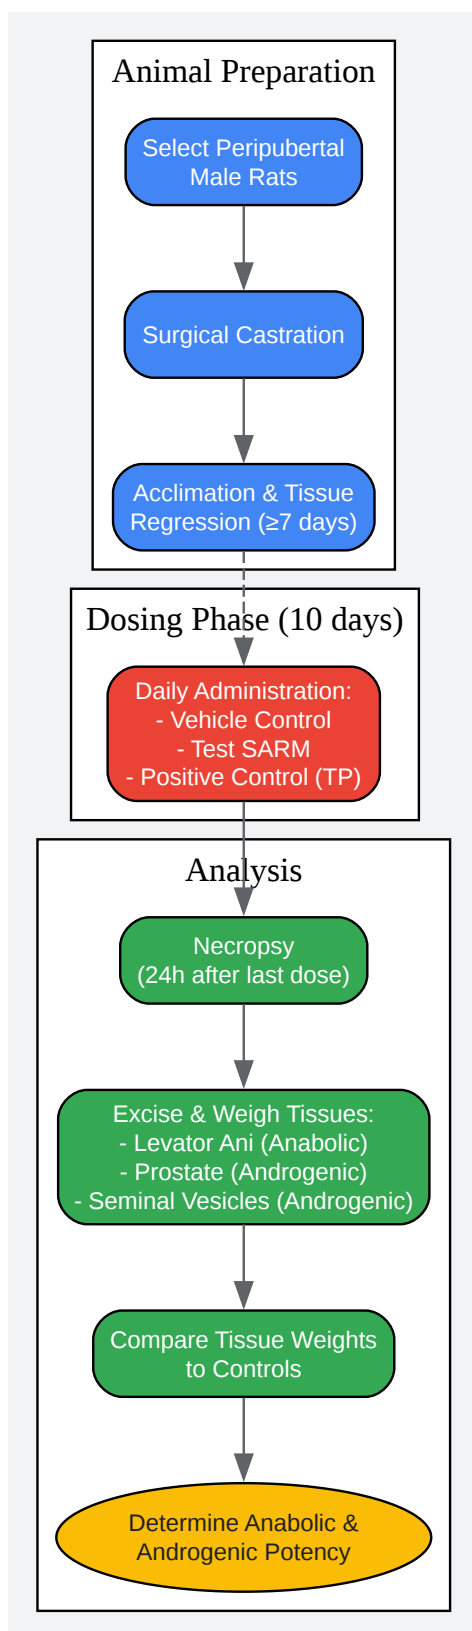 Animal Preparation
Select Peripubertal
Male Rats
Surgical Castration
Acclimation & Tissue
Regression (≥7 days)
Dosing Phase (10 days)
Daily Administration:
- Vehicle Control
- Test SARM
- Positive Control (TP)
Analysis
Necropsy
(24h after last dose)
Excise & Weigh Tissues:
- Levator Ani (Anabolic)
- Prostate (Androgenic)
- Seminal Vesicles (Androgenic)
Compare Tissue Weights
to Controls
Determine Anabolic &
Androgenic Potency